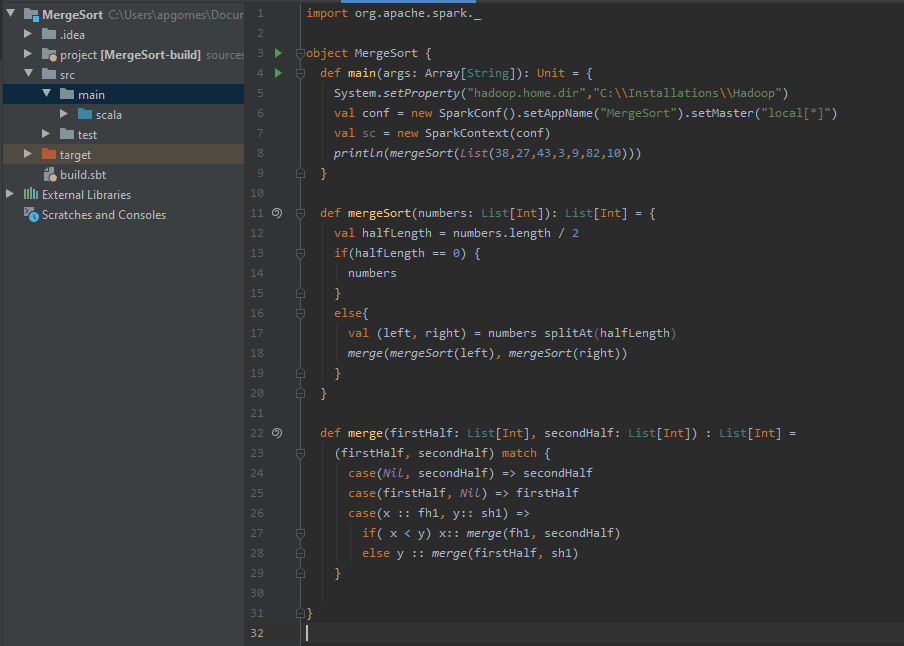 MergeSort C:\Users\apgomes\Docur
.idea
project [MergeSort-build] sources
src
main
scala
test
target
build.sbt
External Libraries
Scratches and Consoles
1 import org.apache.spark._
2
3 object MergeSort {
4 def main(args: Array[String]): Unit = {
5 System.setProperty("hadoop.home.dir","C:\\Installations\\Hadoop")
6 val conf = new SparkConf().setAppName("MergeSort").setMaster("local[*]")
7 val sc = new SparkContext(conf)
8 println(mergeSort(List(38,27,43,3,9,82,10)))
9 }
10
11 def mergeSort(numbers: List[Int]): List[Int] = {
12 val halfLength = numbers.length / 2
13 if(halfLength == 0) {
14 numbers
15 }
16 else{
17 val (left, right) = numbers splitAt(halfLength)
18 merge(mergeSort(left), mergeSort(right))
19 }
20 }
21
22 def merge(firstHalf: List[Int], secondHalf: List[Int]) : List[Int] =
23 (firstHalf, secondHalf) match {
24 case(Nil, secondHalf) => secondHalf
25 case(firstHalf, Nil) => firstHalf
26 case(x :: fh1, y:: sh1) =>
27 if( x < y) x:: merge(fh1, secondHalf)
28 else y :: merge(firstHalf, sh1)
29 }
30
31 }
32